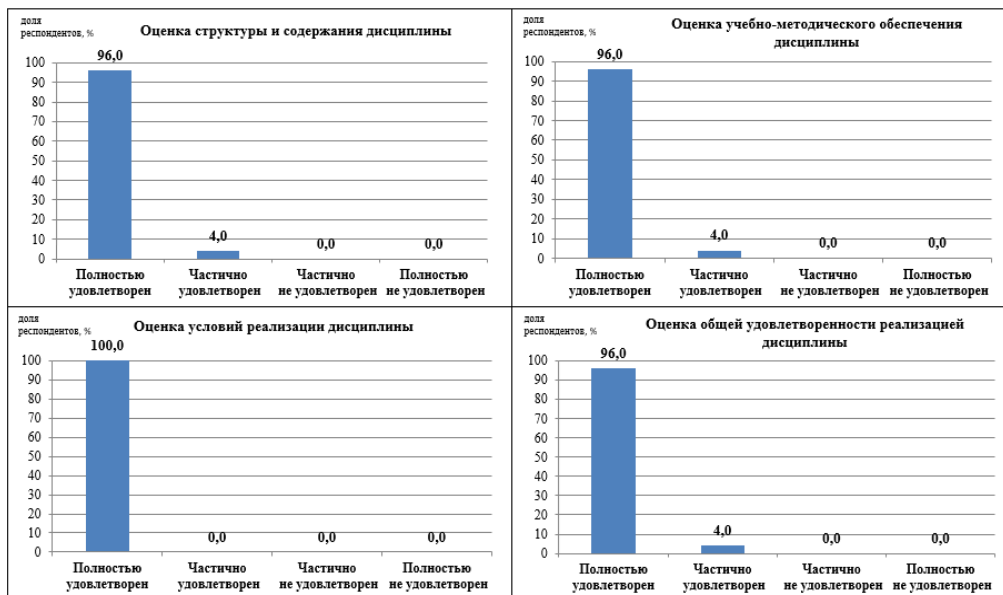 доля
респондентов, %
Оценка структуры и содержания дисциплины
96,0
100
90
80
70
60
50
40
30
20
10
0
4,0
0,0
0,0
Полностью
удовлетворен
Частично
удовлетворен
Частично
не удовлетворен
Полностью
не удовлетворен
доля
респондентов, %
Оценка учебно-методического обеспечения
дисциплины
96,0
100
90
80
70
60
50
40
30
20
10
0
4,0
0,0
0,0
Полностью
удовлетворен
Частично
удовлетворен
Частично
не удовлетворен
Полностью
не удовлетворен
доля
респондентов, %
Оценка условий реализации дисциплины
100,0
100
90
80
70
60
50
40
30
20
10
0
0,0
0,0
0,0
Полностью
удовлетворен
Частично
удовлетворен
Частично
не удовлетворен
Полностью
не удовлетворен
доля
респондентов, %
Оценка общей удовлетворенности реализацией
дисциплины
96,0
100
90
80
70
60
50
40
30
20
10
0
4,0
0,0
0,0
Полностью
удовлетворен
Частично
удовлетворен
Частично
не удовлетворен
Полностью
не удовлетворен